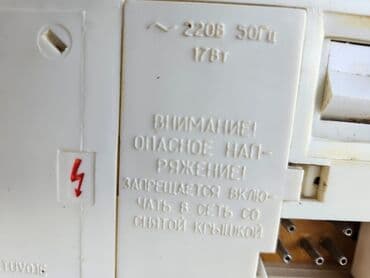 ~ 220В 50Гц
17Вт
ВНИМАНИЕ!
ОПАСНОЕ НАП-
РЯЖЕНИЕ!
ЗАПРЕЩАЕТСЯ ВКЛЮ-
ЧАТЬ В СЕТЬ СО
СНЯТОЙ КРЫШКОЙ